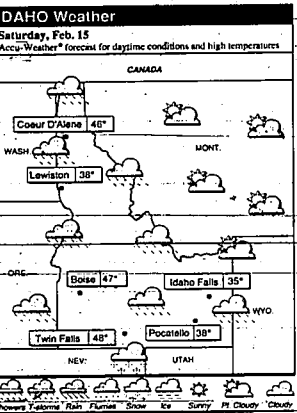 IDAHO Weather
Saturday, Feb. 15
Accu-Weather® forecast for daytime conditions and high temperatures
CANADA
Coeur D'Alene 46°
WASH.
MONT.
Lewiston 38°
ORE.
Boise 47°
Idaho Falls 35°
WYO.
Twin Falls 48°
Pocatello 38°
NEV.
UTAH
Showers T-storms Rain Flurries Snow Ice Sunny Pt. Cloudy Cloudy